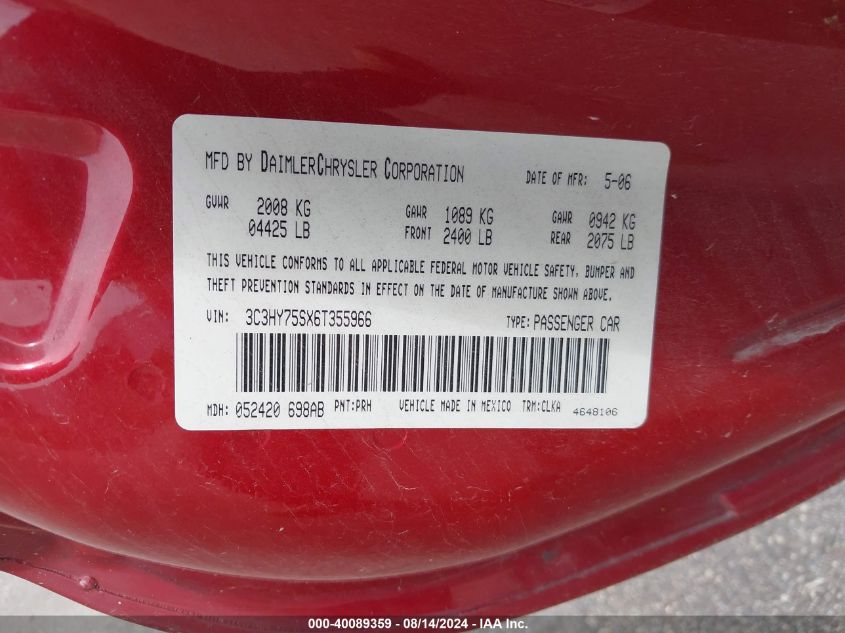 MFD BY DAIMLERCHRYSLER CORPORATION DATE OF MFR: 5-06
GVWR 2008 KG GAWR 1089 KG GAWR 0942 KG
04425 LB FRONT 2400 LB REAR 2075 LB
THIS VEHICLE CONFORMS TO ALL APPLICABLE FEDERAL MOTOR VEHICLE SAFETY, BUMPER AND
THEFT PREVENTION STANDARDS IN EFFECT ON THE DATE OF MANUFACTURE SHOWN ABOVE.
VIN: 3C3HY75SX6T355966 TYPE: PASSENGER CAR
MDH: 052420 698AB PNT:PRH VEHICLE MADE IN MEXICO TRM:CLKA 4648106
000-40089359 - 08/14/2024 - IAA, Inc.